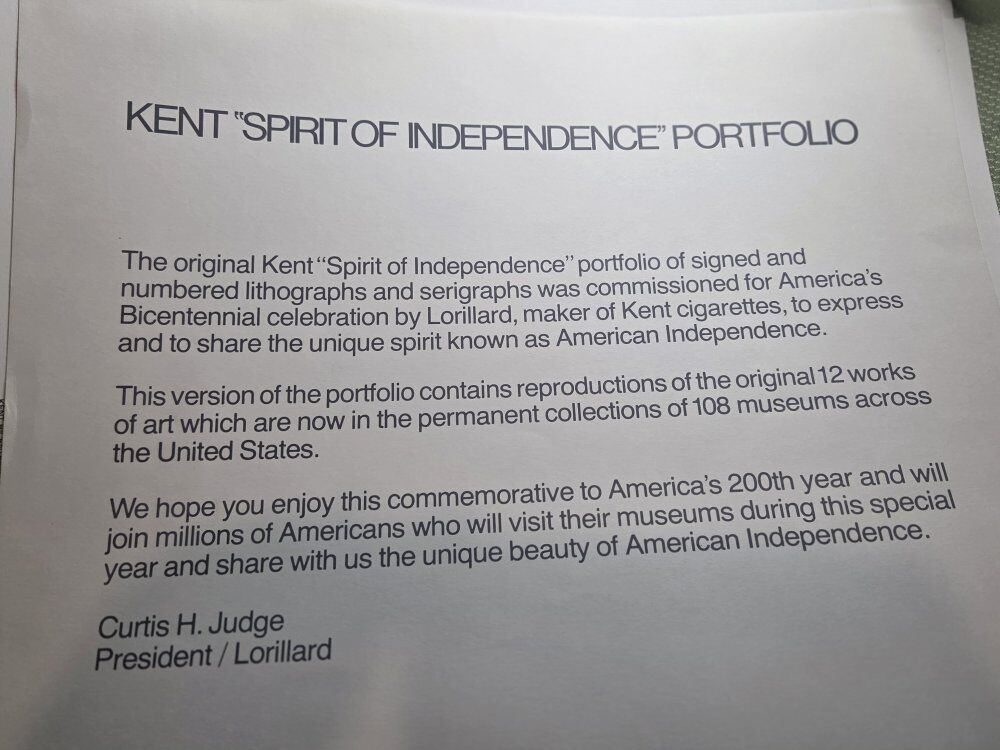 KENT "SPIRIT OF INDEPENDENCE" PORTFOLIO
The original Kent "Spirit of Independence" portfolio of signed and
numbered lithographs and serigraphs was commissioned for America's
Bicentennial celebration by Lorillard, maker of Kent cigarettes, to express
and to share the unique spirit known as American Independence.
This version of the portfolio contains reproductions of the original 12 works
of art which are now in the permanent collections of 108 museums across
the United States.
We hope you enjoy this commemorative to America's 200th year and will
join millions of Americans who will visit their museums during this special
year and share with us the unique beauty of American Independence.
Curtis H. Judge
President / Lorillard